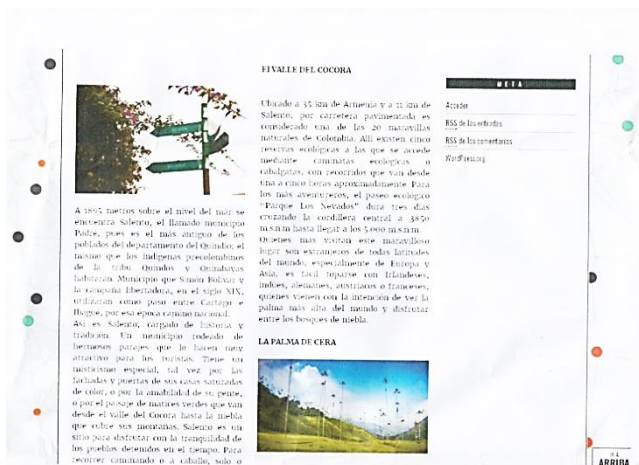 A 1895 metros sobre el nivel del mar se
encuentra Salento, el llamado municipio
Padre, pues es el más antiguo de los
poblados del departamento del Quindío; el
mismo que los indígenas precolombinos
de la tribu Quindos y Quimbayas
habitaran. Municipio que Simón Bolívar y
la campaña libertadora, en el siglo XIX,
utilizaran como paso entre Cartago e
Ibagué, por esa época camino nacional.
Así es Salento, cargado de historia y
tradición. Un municipio rodeado de
hermosos parajes que lo hacen muy
atractivo para los turistas. Tiene un
misticismo especial, tal vez por las
fachadas y puertas de sus casas saturadas
de color, o por la amabilidad de su gente,
o por el paisaje de matices verdes que van
desde el valle del Cocora hasta la niebla
que cubre sus montañas. Salento es un
sitio para disfrutar con la tranquilidad de
los pueblos detenidos en el tiempo. Para
recorrer caminando o a caballo, solo o
El VALLE DEL COCORA
Ubicado a 35 km de Armenia y a 11 km de
Salento, por carretera pavimentada es
considerado una de las 20 maravillas
naturales de Colombia. Allí existen cinco
reservas ecológicas a las que se accede
mediante caminatas ecológicas o
cabalgatas, con recorridos que van desde
una a cinco horas aproximadamente. Para
los más aventureros, el paseo ecológico
"Parque Los Nevados" dura tres días
cruzando la cordillera central a 3850
m.s.n.m hasta llegar a los 5.000 m.s.n.m.
Quienes más visitan este maravilloso
lugar son extranjeros de todas latitudes
del mundo, especialmente de Europa y
Asia, es fácil toparse con Irlandeses,
indúes, alemanes, austríacos o franceses,
quienes vienen con la intención de ver la
palma más alta del mundo y disfrutar
entre los bosques de niebla.
LA PALMA DE CERA
META
Acceder
RSS de las entradas
RSS de los comentarios
WordPress.org
ARRIBA